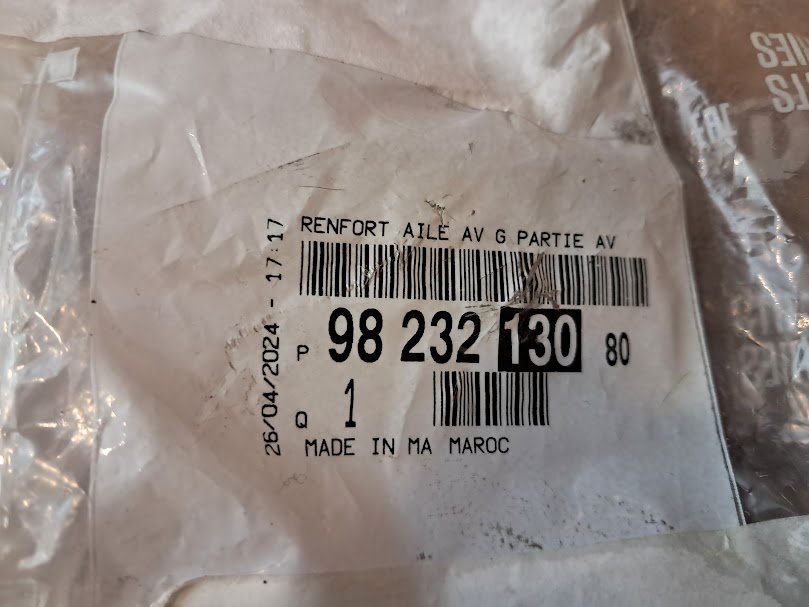 RENFORT AILE AV G PARTIE AV
P 98 232 130 80
Q 1
MADE IN MA MAROC
26/04/2024 - 17:17